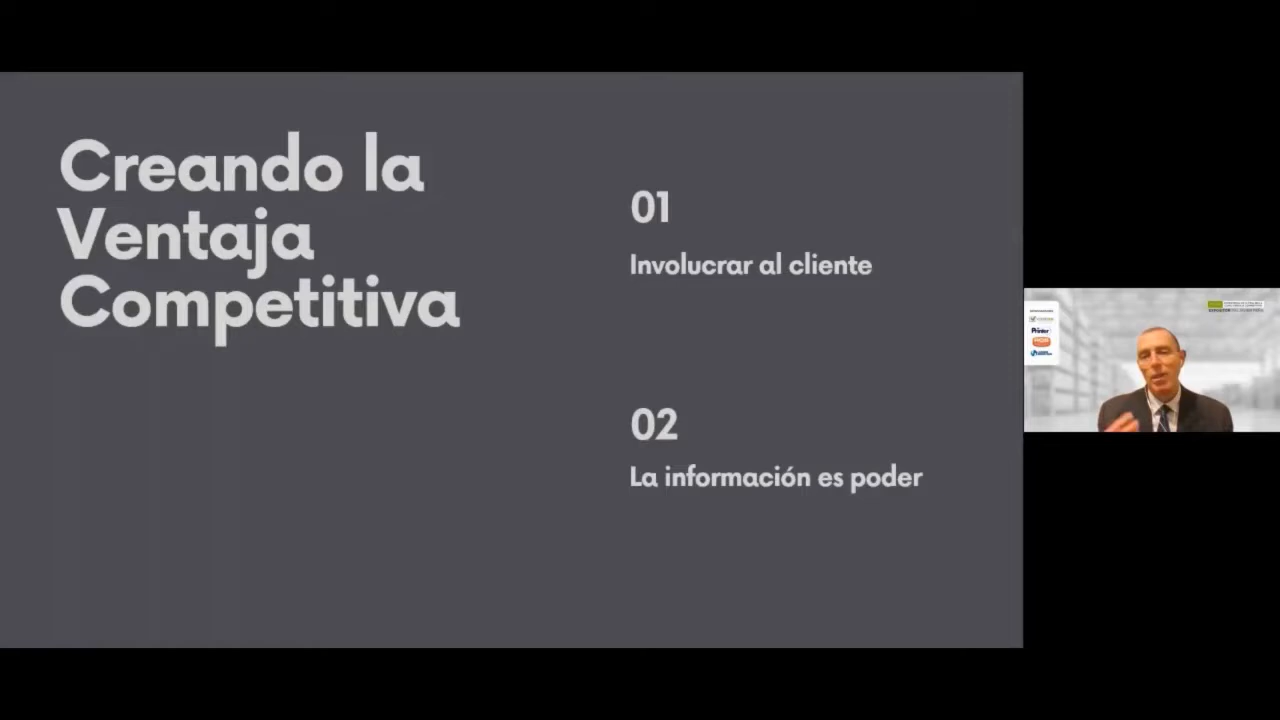 Creando la
Ventaja
Competitiva
01
Involucrar al cliente
02
La información es poder